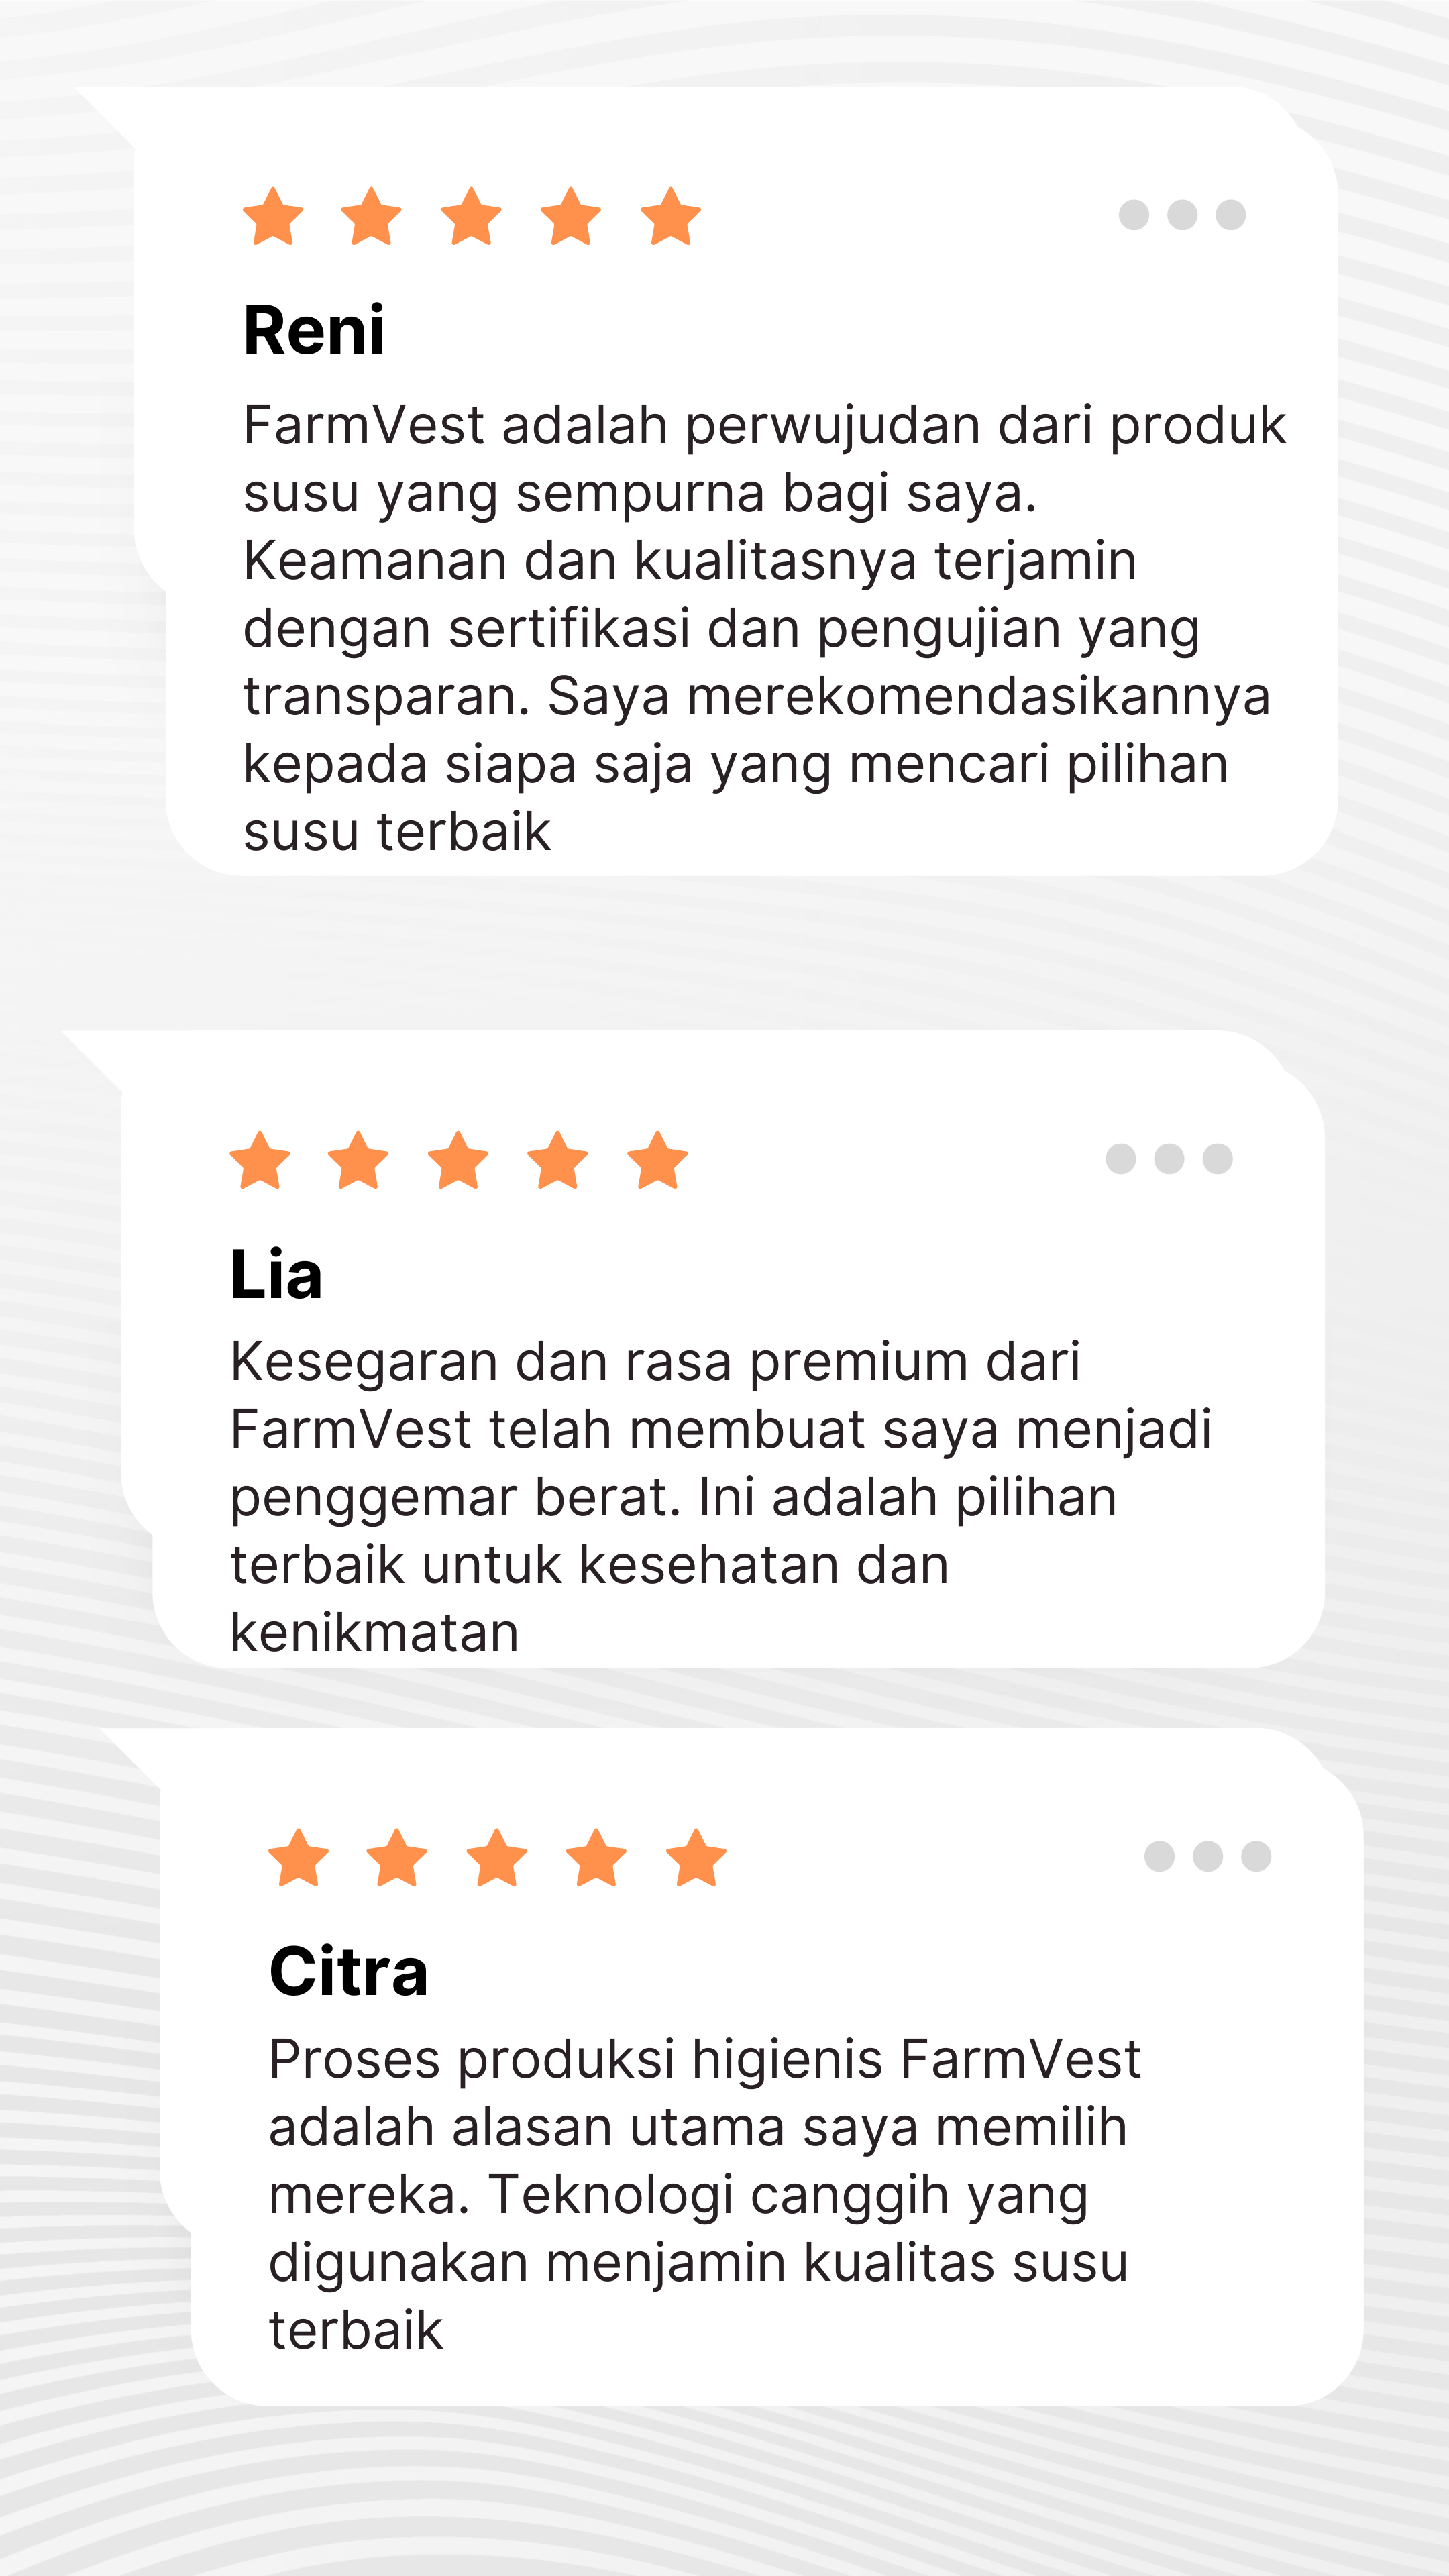 Reni
FarmVest adalah perwujudan dari produk
susu yang sempurna bagi saya.
Keamanan dan kualitasnya terjamin
dengan sertifikasi dan pengujian yang
transparan. Saya merekomendasikannya
kepada siapa saja yang mencari pilihan
susu terbaik
Lia
Kesegaran dan rasa premium dari
FarmVest telah membuat saya menjadi
penggemar berat. Ini adalah pilihan
terbaik untuk kesehatan dan
kenikmatan
Citra
Proses produksi higienis FarmVest
adalah alasan utama saya memilih
mereka. Teknologi canggih yang
digunakan menjamin kualitas susu
terbaik